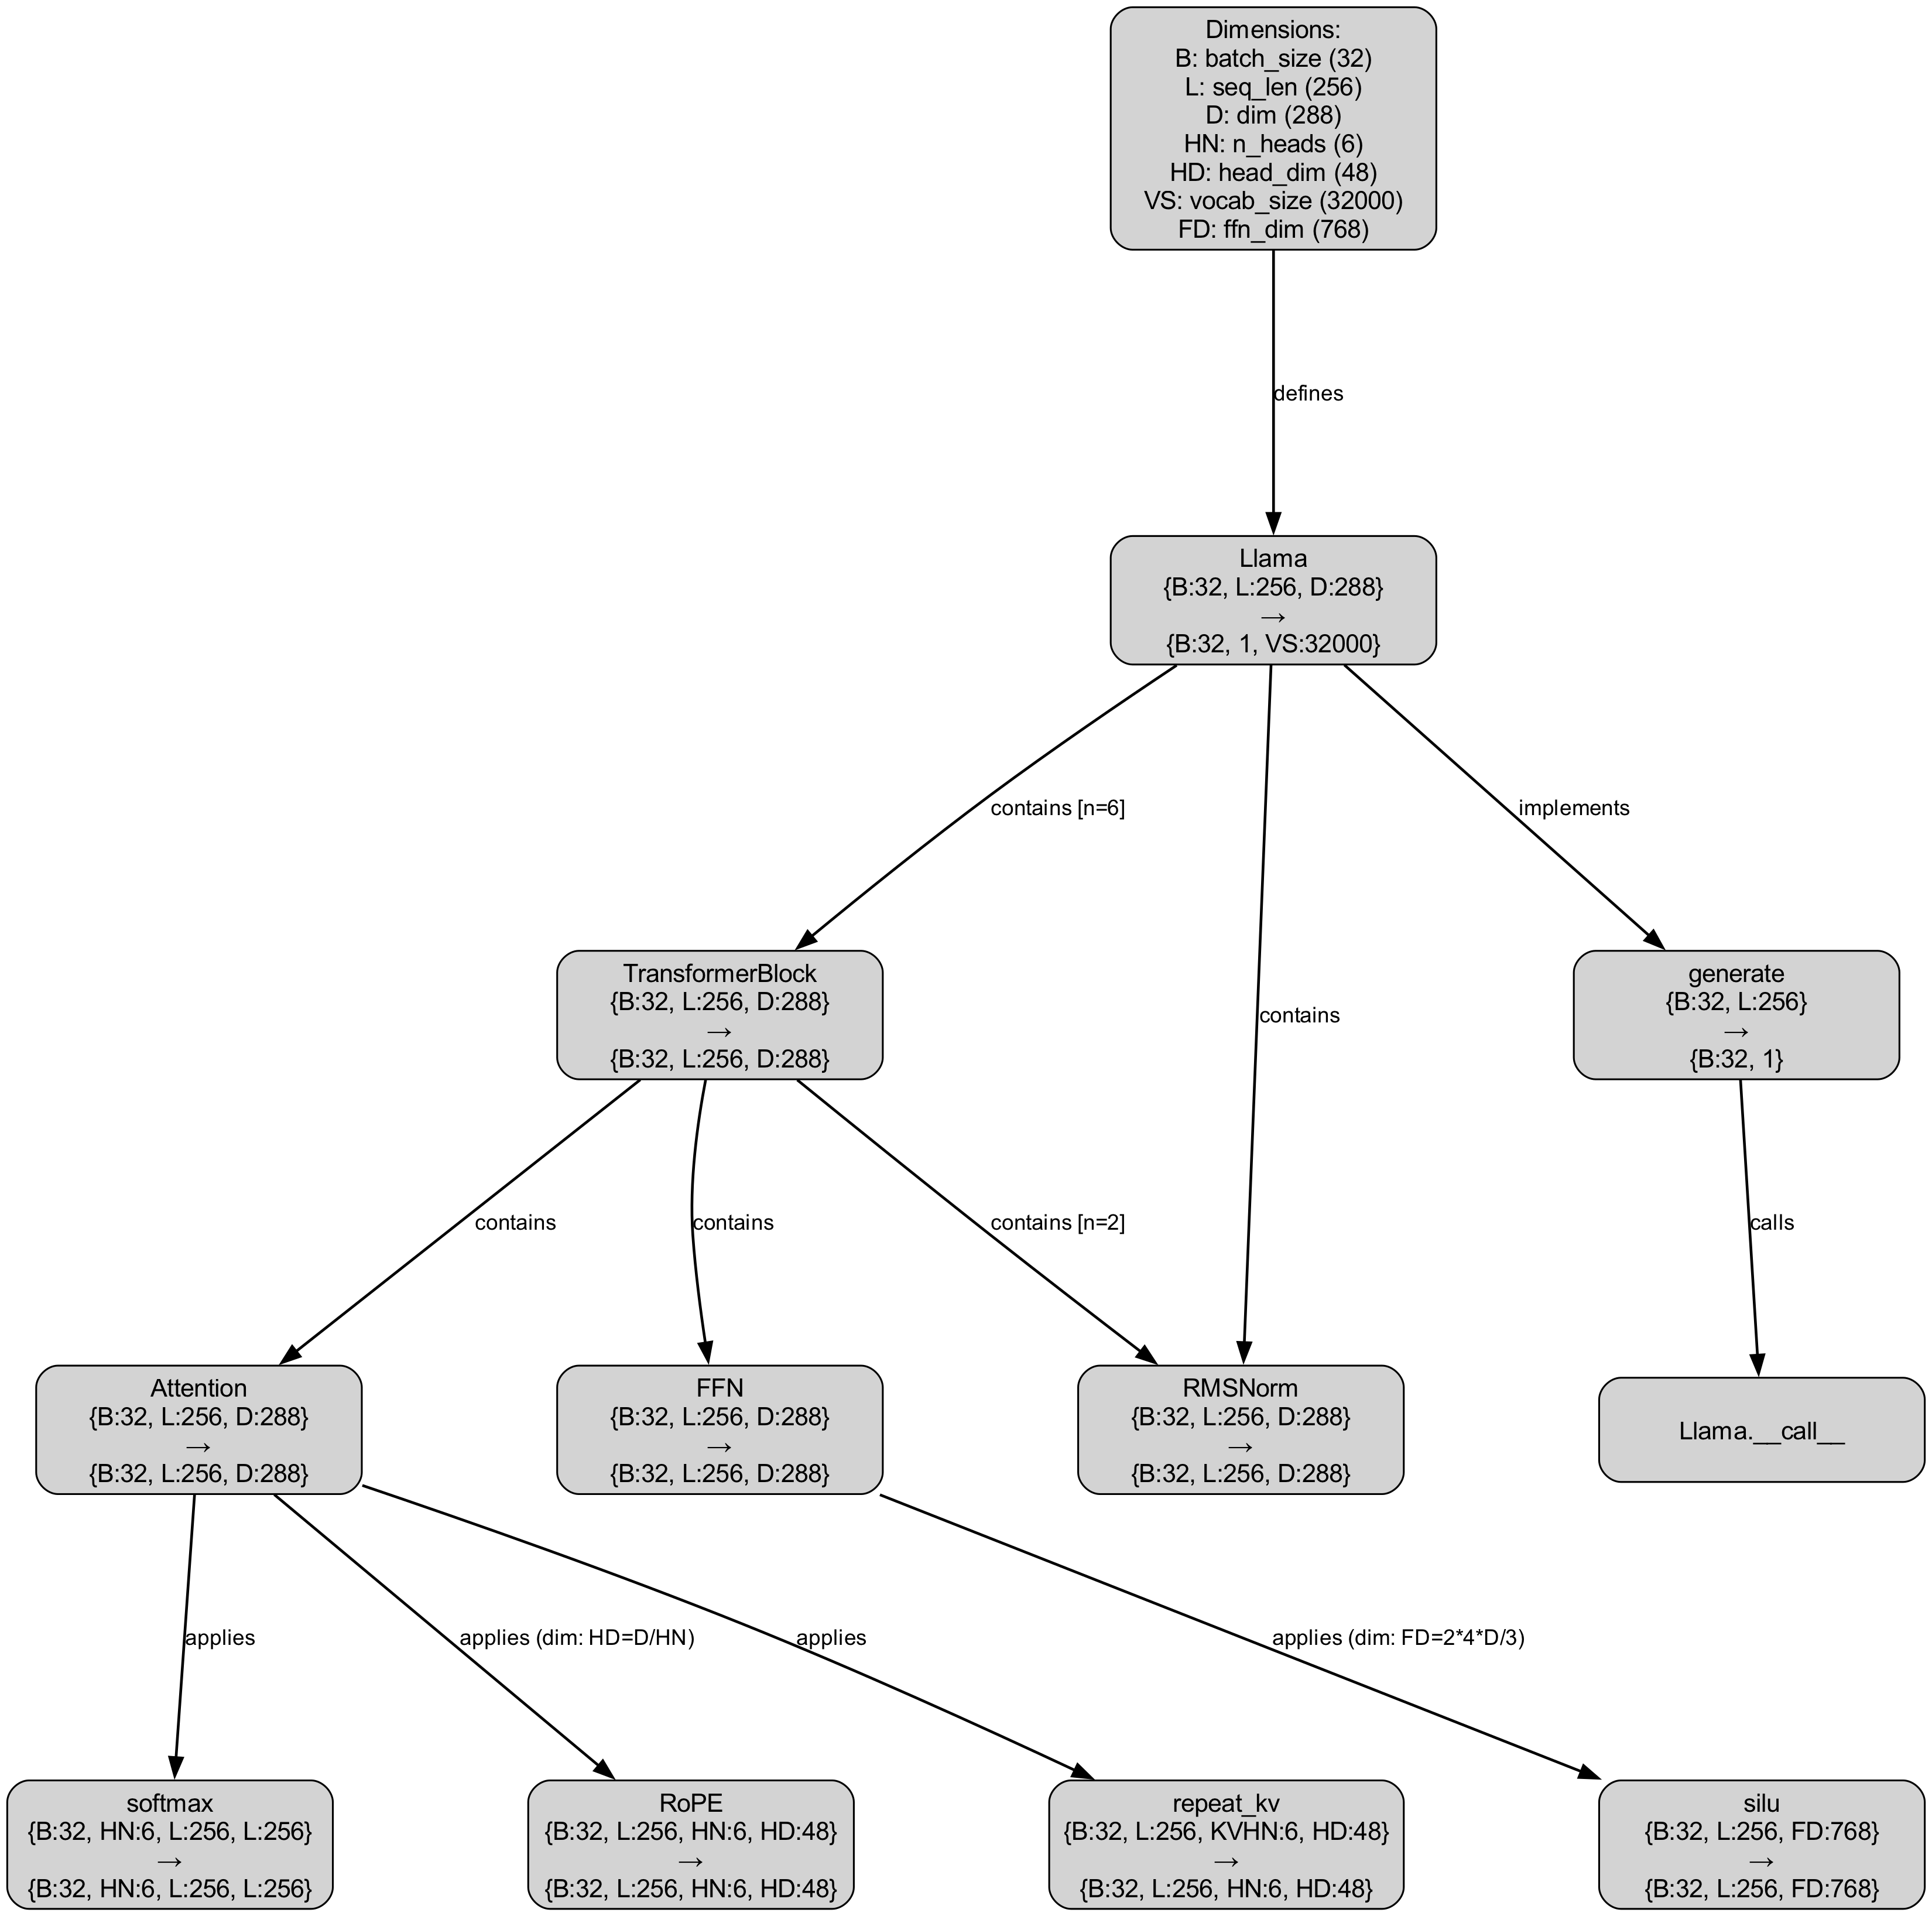 Dimensions:
B: batch_size (32)
L: seq_len (256)
D: dim (288)
HN: n_heads (6)
HD: head_dim (48)
VS: vocab_size (32000)
FD: ffn_dim (768)
defines
Llama
{B:32, L:256, D:288}
→
{B:32, 1, VS:32000}
contains [n=6]
contains
implements
TransformerBlock
{B:32, L:256, D:288}
→
{B:32, L:256, D:288}
generate
{B:32, L:256}
→
{B:32, 1}
contains
contains
contains [n=2]
calls
Attention
{B:32, L:256, D:288}
→
{B:32, L:256, D:288}
FFN
{B:32, L:256, D:288}
→
{B:32, L:256, D:288}
RMSNorm
{B:32, L:256, D:288}
→
{B:32, L:256, D:288}
Llama.__call__
applies
applies (dim: HD=D/HN)
applies
applies (dim: FD=2*4*D/3)
softmax
{B:32, HN:6, L:256, L:256}
→
{B:32, HN:6, L:256, L:256}
RoPE
{B:32, L:256, HN:6, HD:48}
→
{B:32, L:256, HN:6, HD:48}
repeat_kv
{B:32, L:256, KVHN:6, HD:48}
→
{B:32, L:256, HN:6, HD:48}
silu
{B:32, L:256, FD:768}
→
{B:32, L:256, FD:768}